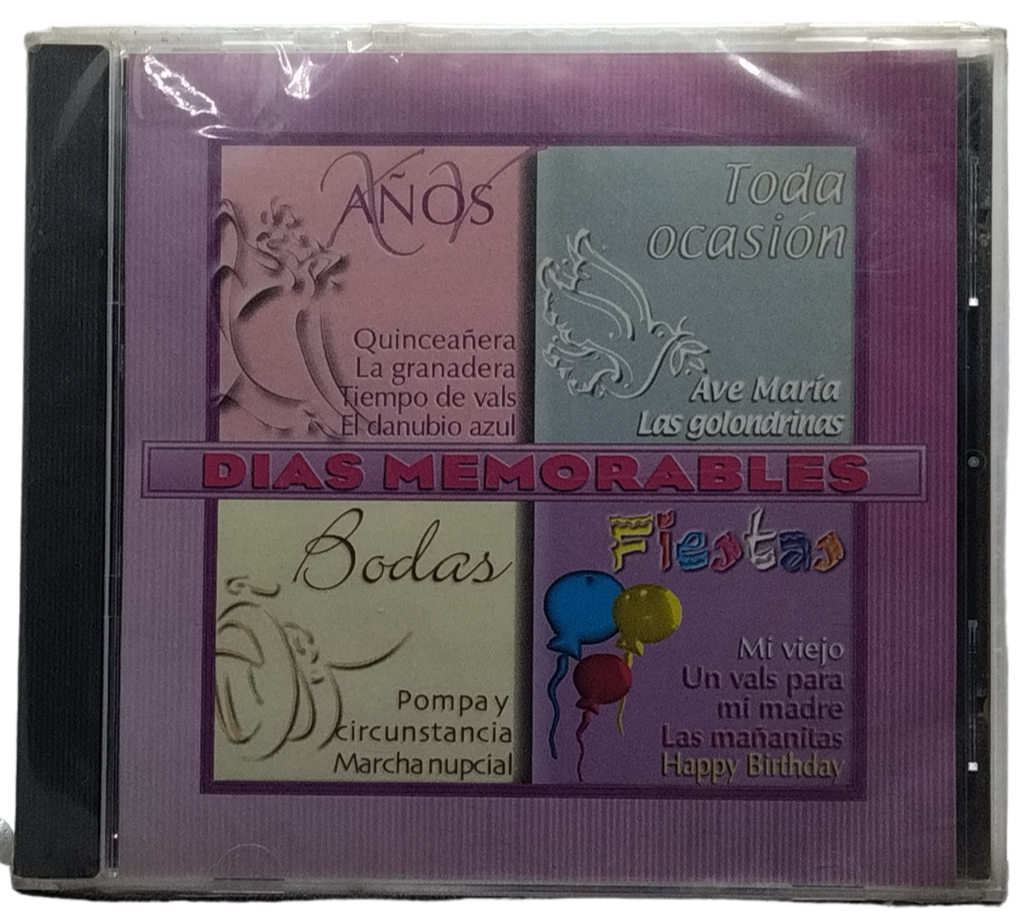 XV
AÑOS
Quinceañera
La granadera
Tiempo de vals
El danubio azul
Toda
ocasión
Ave María
Las golondrinas
DIAS MEMORABLES
Bodas
Pompa y
circunstancia
Marcha nupcial
Fiestas
Mi viejo
Un vals para
mi madre
Las mañanitas
Happy Birthday